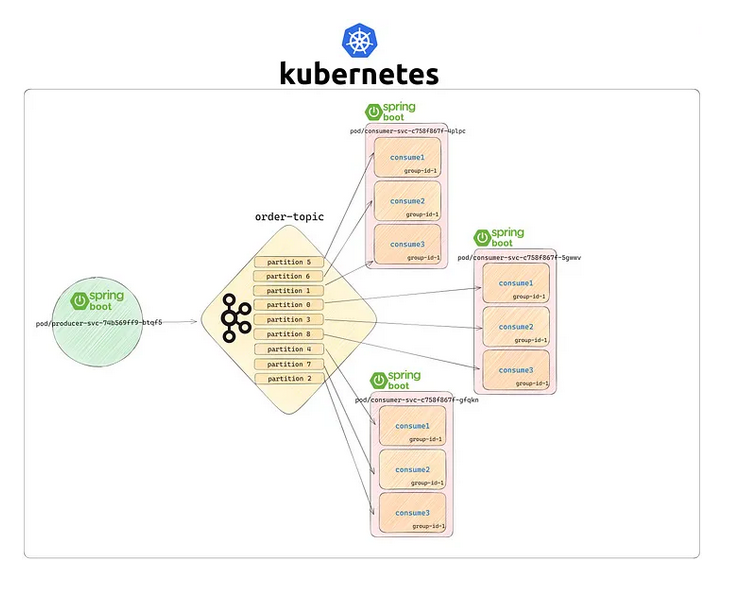 kubernetes
spring
boot
pod/consumer-svc-c758f867f-4plpc
consume1
group-id-1
consume2
group-id-1
consume3
group-id-1
order-topic
partition 5
partition 6
partition 1
partition 0
partition 3
partition 8
partition 4
partition 7
partition 2
spring
boot
pod/producer-svc-74b569ff9-btqf5
spring
boot
pod/consumer-svc-c758f867f-5gwwv
consume1
group-id-1
consume2
group-id-1
consume3
group-id-1
spring
boot
pod/consumer-svc-c758f867f-gfqkn
consume1
group-id-1
consume2
group-id-1
consume3
group-id-1